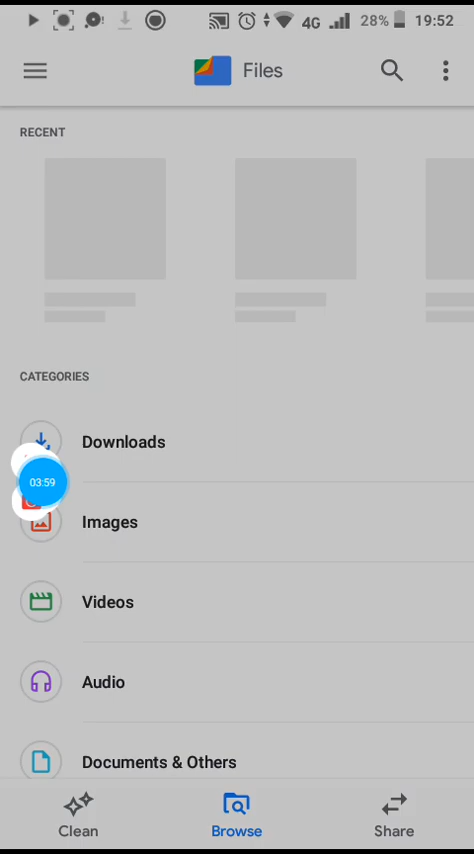 4G 28% 19:52
Files
RECENT
CATEGORIES
Downloads
03:59
Images
Videos
Audio
Documents & Others
Clean Browse Share